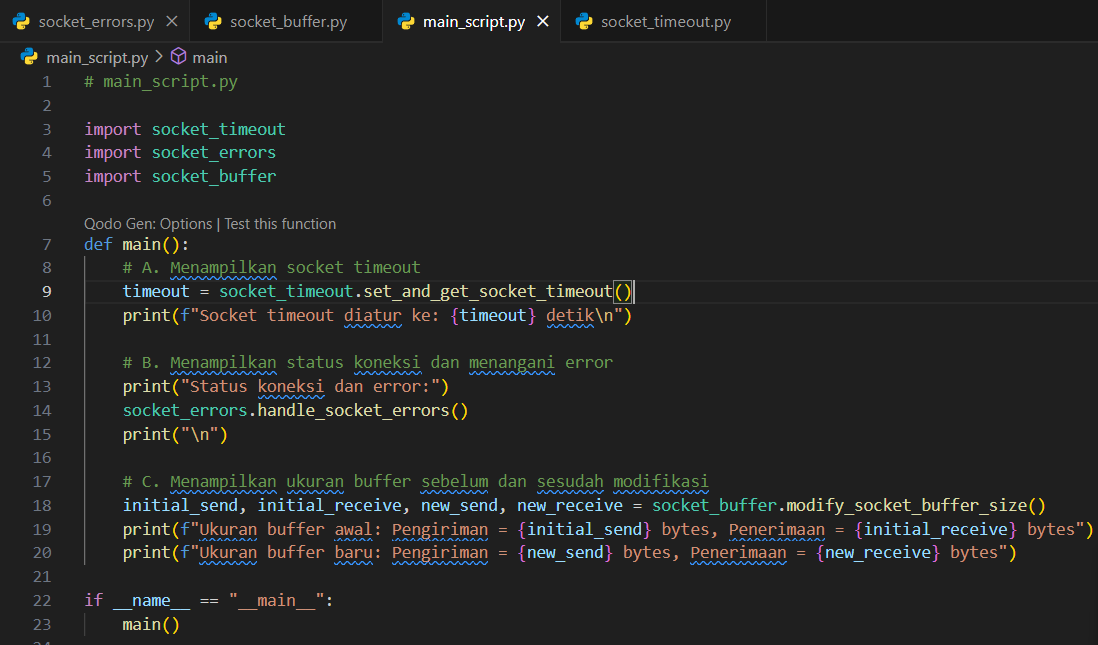 socket_errors.py
socket_buffer.py
main_script.py
socket_timeout.py
main_script.py > main
1 # main_script.py
2
3 import socket_timeout
4 import socket_errors
5 import socket_buffer
6
Qodo Gen: Options | Test this function
7 def main():
8 # A. Menampilkan socket timeout
9 timeout = socket_timeout.set_and_get_socket_timeout()
10 print(f"Socket timeout diatur ke: {timeout} detik\n")
11
12 # B. Menampilkan status koneksi dan menangani error
13 print("Status koneksi dan error:")
14 socket_errors.handle_socket_errors()
15 print("\n")
16
17 # C. Menampilkan ukuran buffer sebelum dan sesudah modifikasi
18 initial_send, initial_receive, new_send, new_receive = socket_buffer.modify_socket_buffer_size()
19 print(f"Ukuran buffer awal: Pengiriman = {initial_send} bytes, Penerimaan = {initial_receive} bytes")
20 print(f"Ukuran buffer baru: Pengiriman = {new_send} bytes, Penerimaan = {new_receive} bytes")
21
22 if __name__ == "__main__":
23 main()